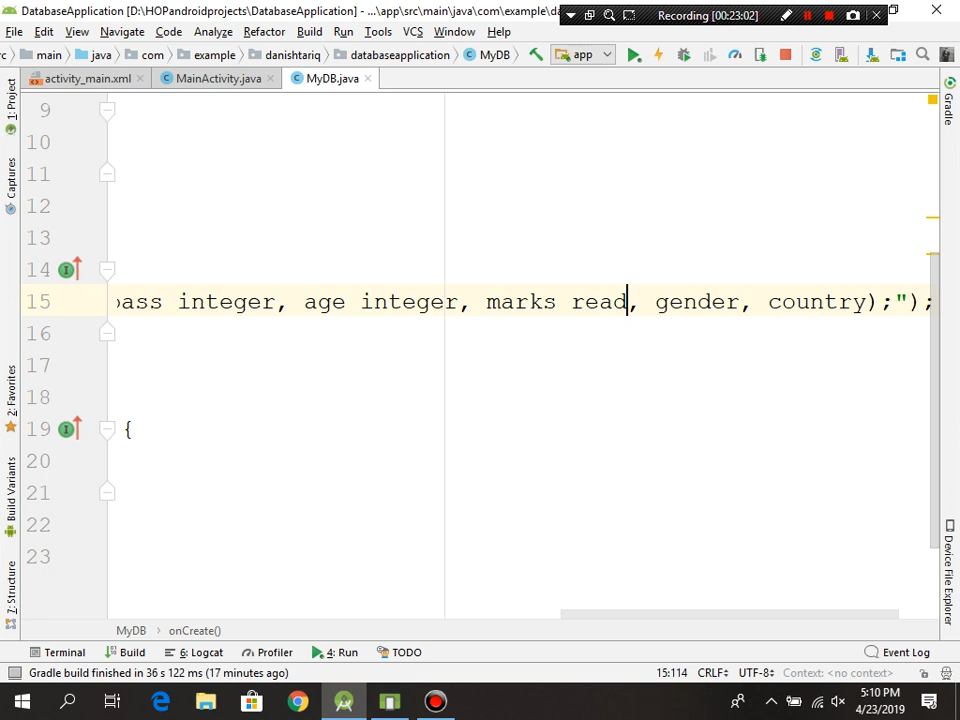 DatabaseApplication [D:\HOPandroidprojects\DatabaseApplication] - ...\app\src\main\java\com\example\da
Recording [00:23:02]
File Edit View Navigate Code Analyze Refactor Build Run Tools VCS Window Help
rc main java com example danishtariq databaseapplication MyDB app
activity_main.xml MainActivity.java MyDB.java
1: Project
Captures
2: Favorites
Build Variants
7: Structure
Gradle
Device File Explorer
9
10
11
12
13
14
15 pass integer, age integer, marks read, gender, country);");
16
17
18
19 {
20
21
22
23
MyDB onCreate()
Terminal Build 6: Logcat Profiler 4: Run TODO Event Log
Gradle build finished in 36 s 122 ms (17 minutes ago) 15:114 CRLF UTF-8 Context: <no context>
5:10 PM
4/23/2019